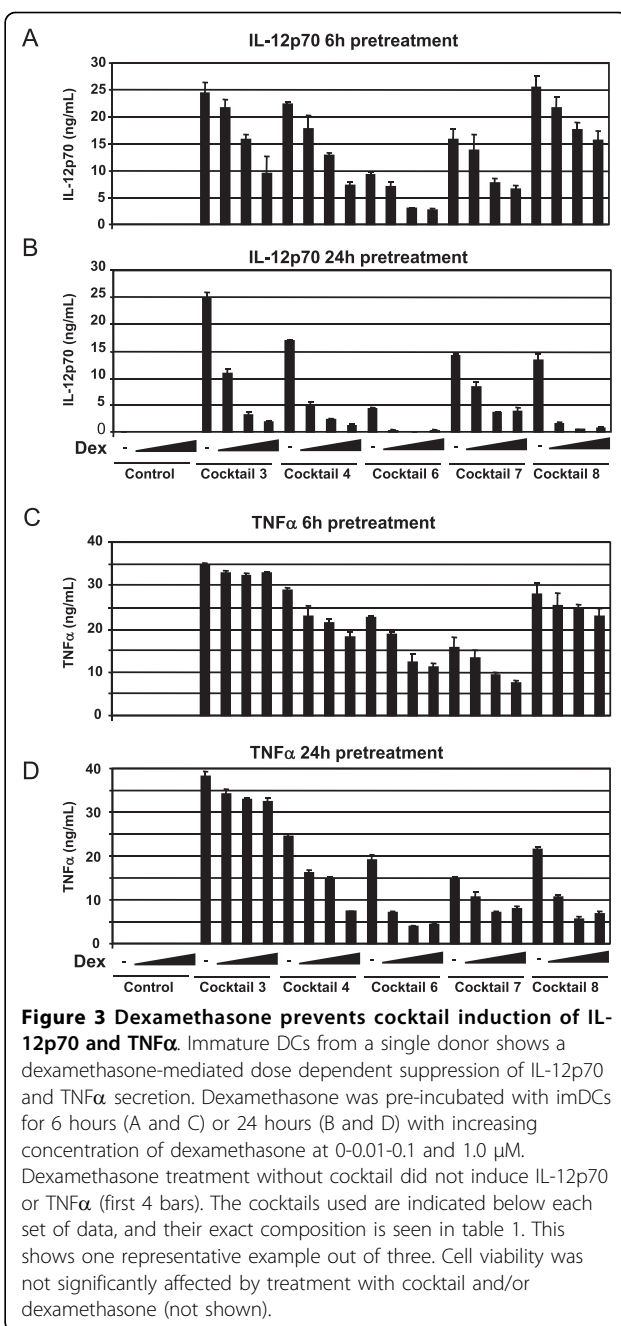 A
IL-12p70 6h pretreatment
30
25
20
15
10
5
0
IL-12p70 (ng/mL)
B
IL-12p70 24h pretreatment
30
25
20
15
10
5
0
IL-12p70 (ng/mL)
Dex - - - - - -
Control Cocktail 3 Cocktail 4 Cocktail 6 Cocktail 7 Cocktail 8
C
TNFα 6h pretreatment
40
30
20
10
0
TNFα (ng/mL)
D
TNFα 24h pretreatment
40
30
20
10
0
TNFα (ng/mL)
Dex - - - - - -
Control Cocktail 3 Cocktail 4 Cocktail 6 Cocktail 7 Cocktail 8
Figure 3 Dexamethasone prevents cocktail induction of IL-
12p70 and TNFα. Immature DCs from a single donor shows a
dexamethasone-mediated dose dependent suppression of IL-12p70
and TNFα secretion. Dexamethasone was pre-incubated with imDCs
for 6 hours (A and C) or 24 hours (B and D) with increasing
concentration of dexamethasone at 0-0.01-0.1 and 1.0 μM.
Dexamethasone treatment without cocktail did not induce IL-12p70
or TNFα (first 4 bars). The cocktails used are indicated below each
set of data, and their exact composition is seen in table 1. This
shows one representative example out of three. Cell viability was
not significantly affected by treatment with cocktail and/or
dexamethasone (not shown).